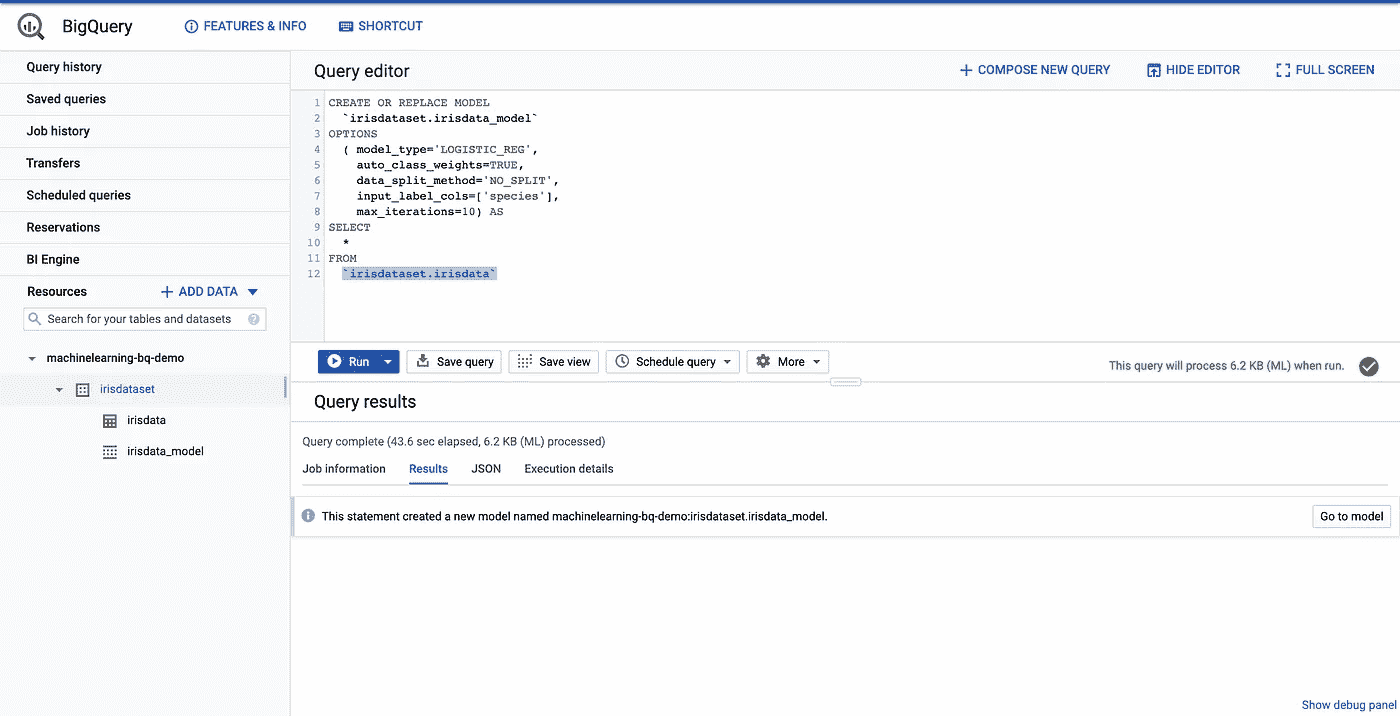 BigQuery
FEATURES & INFO
SHORTCUT
Query history
Saved queries
Job history
Transfers
Scheduled queries
Reservations
BI Engine
Resources
ADD DATA
Search for your tables and datasets
machinelearning-bq-demo
irisdataset
irisdata
irisdata_model
Query editor
COMPOSE NEW QUERY
HIDE EDITOR
FULL SCREEN
1 CREATE OR REPLACE MODEL
2 `irisdataset.irisdata_model`
3 OPTIONS
4 ( model_type='LOGISTIC_REG',
5 auto_class_weights=TRUE,
6 data_split_method='NO_SPLIT',
7 input_label_cols=['species'],
8 max_iterations=10) AS
9 SELECT
10 *
11 FROM
12 `irisdataset.irisdata`
Run
Save query
Save view
Schedule query
More
This query will process 6.2 KB (ML) when run.
Query results
Query complete (43.6 sec elapsed, 6.2 KB (ML) processed)
Job information
Results
JSON
Execution details
This statement created a new model named machinelearning-bq-demo:irisdataset.irisdata_model.
Go to model
Show debug panel